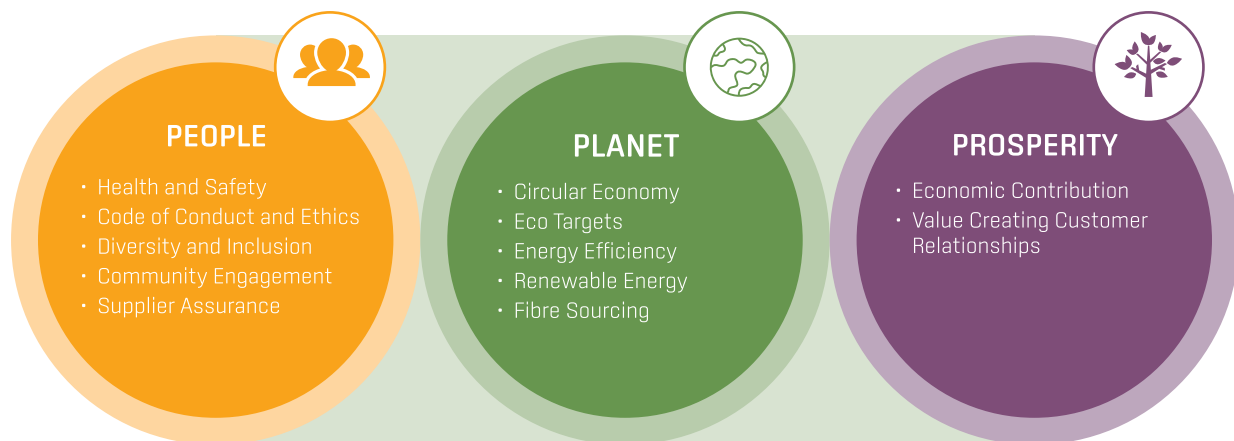 PEOPLE
• Health and Safety
• Code of Conduct and Ethics
• Diversity and Inclusion
• Community Engagement
• Supplier Assurance
PLANET
• Circular Economy
• Eco Targets
• Energy Efficiency
• Renewable Energy
• Fibre Sourcing
PROSPERITY
• Economic Contribution
• Value Creating Customer
Relationships